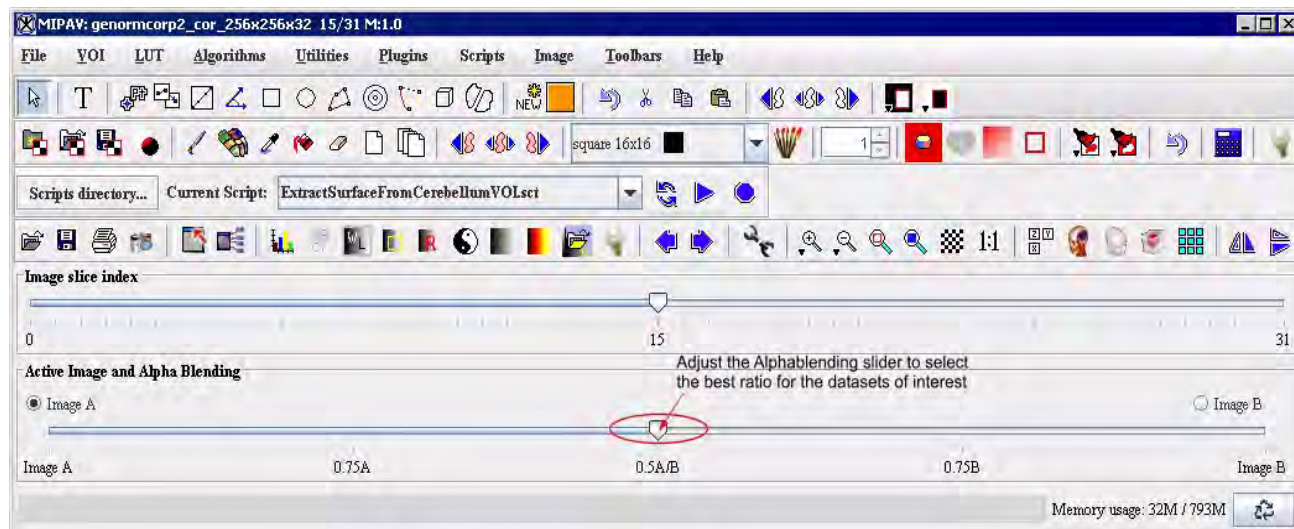 MIPAV: genormcorp2_cor_256x256x32 15/31 M:1.0
File VOI LUT Algorithms Utilities Plugins Scripts Image Toolbars Help
T NEW
square 16x16 1
Scripts directory... Current Script: ExtractSurfaceFromCerebellumVOI.sct
W L E R 1:1
Image slice index
0 15 31
Adjust the Alphablending slider to select
the best ratio for the datasets of interest
Active Image and Alpha Blending
Image A Image B
Image A 0.75A 0.5A/B 0.75B Image B
Memory usage: 32M / 793M